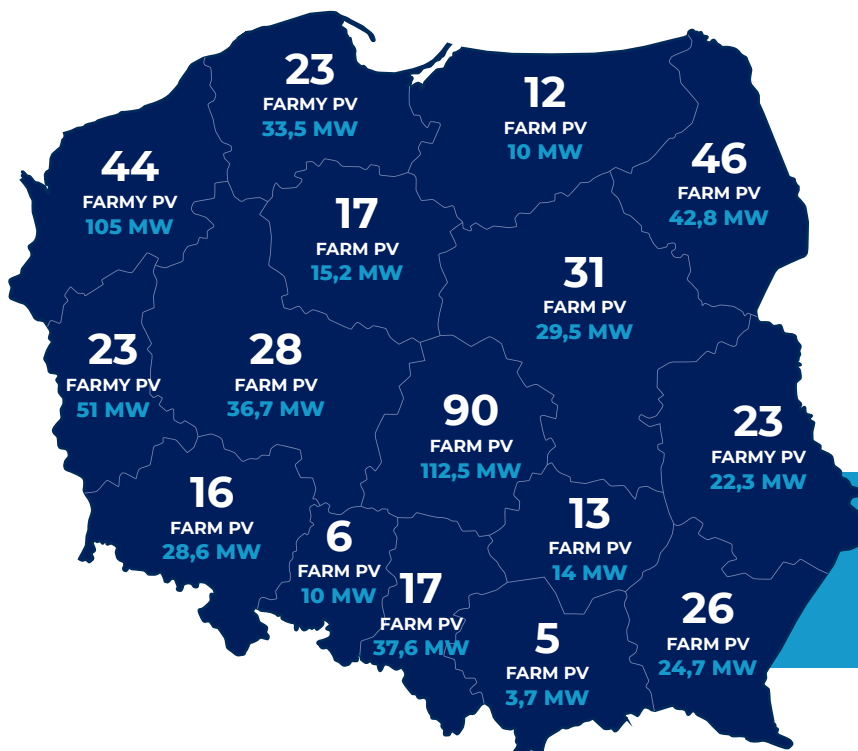 23
FARMY PV
33,5 MW
12
FARM PV
10 MW
44
FARMY PV
105 MW
46
FARM PV
42,8 MW
17
FARM PV
15,2 MW
31
FARM PV
29,5 MW
23
FARMY PV
51 MW
28
FARM PV
36,7 MW
90
FARM PV
112,5 MW
23
FARMY PV
22,3 MW
16
FARM PV
28,6 MW
6
FARM PV
10 MW
13
FARM PV
14 MW
17
FARM PV
37,6 MW
5
FARM PV
3,7 MW
26
FARM PV
24,7 MW